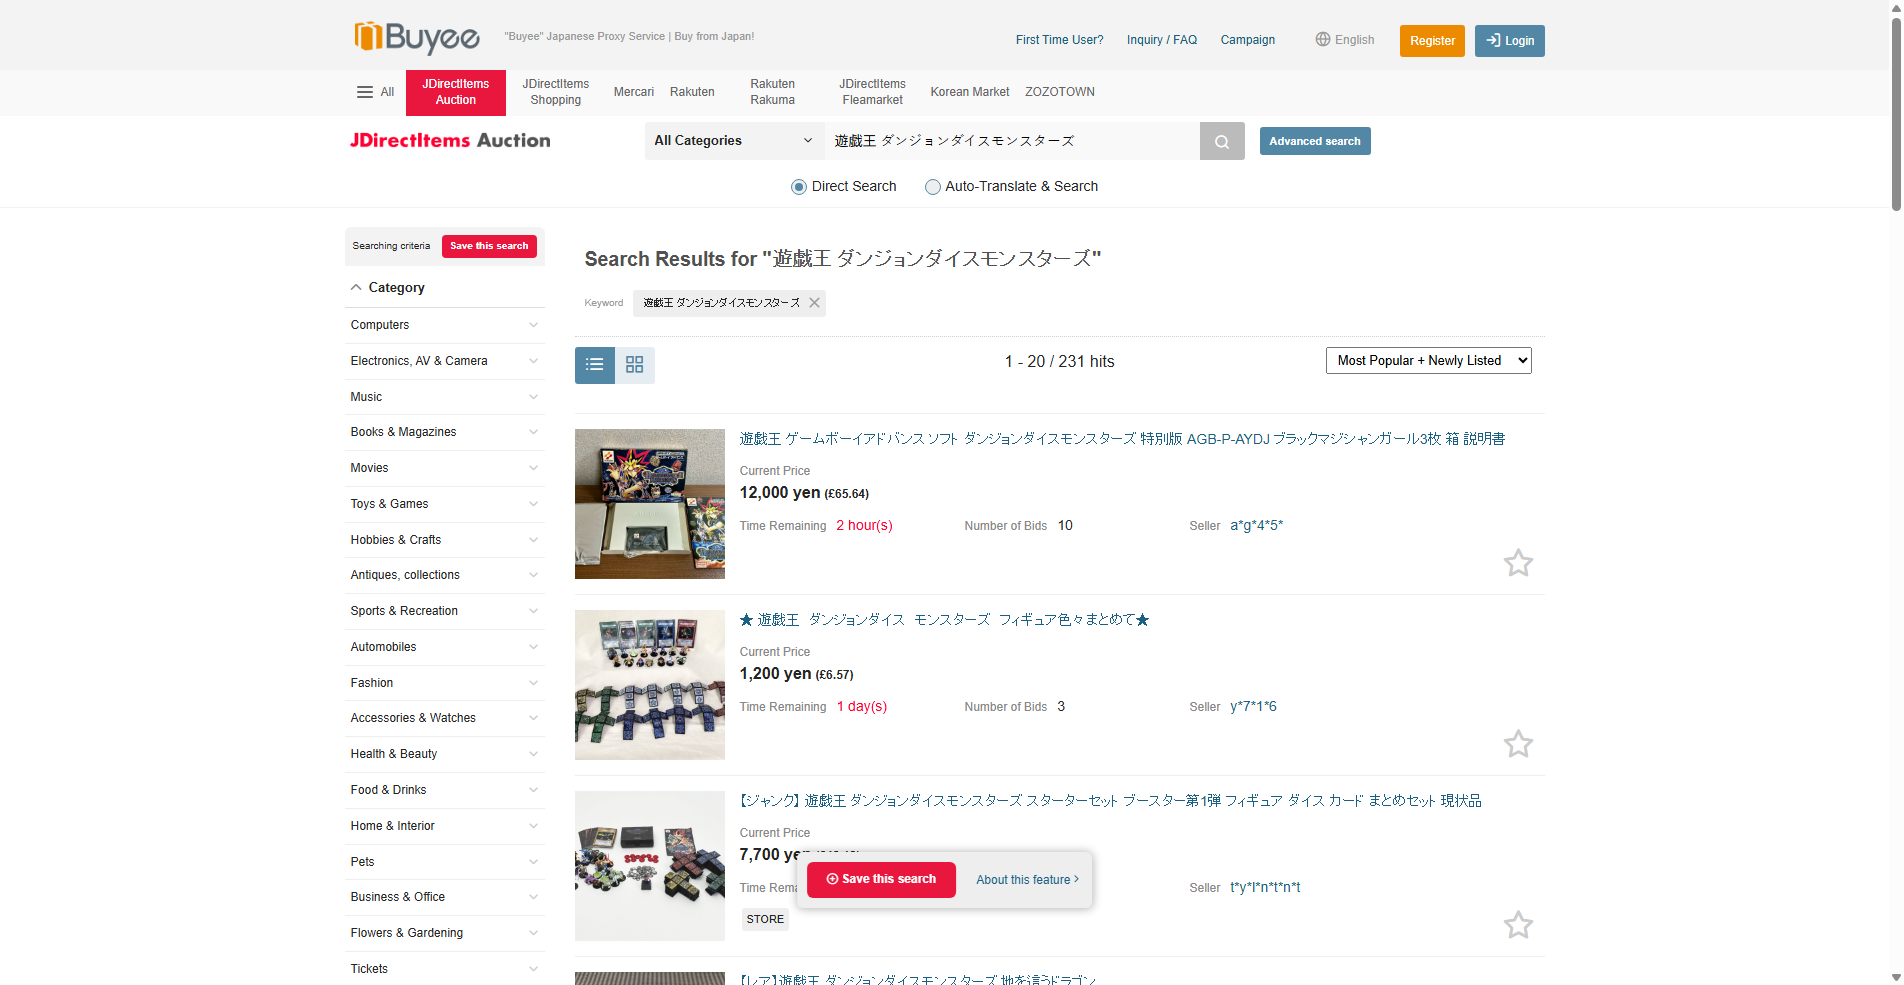 Buyee
"Buyee" Japanese Proxy Service | Buy from Japan!
First Time User?
Inquiry / FAQ
Campaign
English
Register
Login
All
JDirectItems Auction
JDirectItems Shopping
Mercari
Rakuten
Rakuten Rakuma
JDirectItems Fleamarket
Korean Market
ZOZOTOWN
JDirectItems Auction
All Categories
遊戯王 ダンジョンダイスモンスターズ
Advanced search
Direct Search
Auto-Translate & Search
Searching criteria
Save this search
Category
Computers
Electronics, AV & Camera
Music
Books & Magazines
Movies
Toys & Games
Hobbies & Crafts
Antiques, collections
Sports & Recreation
Automobiles
Fashion
Accessories & Watches
Health & Beauty
Food & Drinks
Home & Interior
Pets
Business & Office
Flowers & Gardening
Tickets
Search Results for "遊戯王 ダンジョンダイスモンスターズ"
Keyword
遊戯王 ダンジョンダイスモンスターズ
1 - 20 / 231 hits
Most Popular + Newly Listed
遊戯王 ゲームボーイアドバンス ソフト ダンジョンダイスモンスターズ 特別版 AGB-P-AYDJ ブラックマジシャンガール3枚 箱 説明書
Current Price
12,000 yen (£65.64)
Time Remaining 2 hour(s)
Number of Bids 10
Seller a*g*4*5*
★ 遊戯王　ダンジョンダイス　モンスターズ　フィギュア色々まとめて★
Current Price
1,200 yen (£6.57)
Time Remaining 1 day(s)
Number of Bids 3
Seller y*7*1*6
【ジャンク】 遊戯王 ダンジョンダイスモンスターズ スターターセット ブースター第1弾 フィギュア ダイス カード まとめセット 現状品
Current Price
7,700
Time
Seller t*y*l*n*t*n*t
STORE
Save this search
About this feature
【レア】遊戯王 ダンジョンダイスモンスターズ 地を這うドラゴン